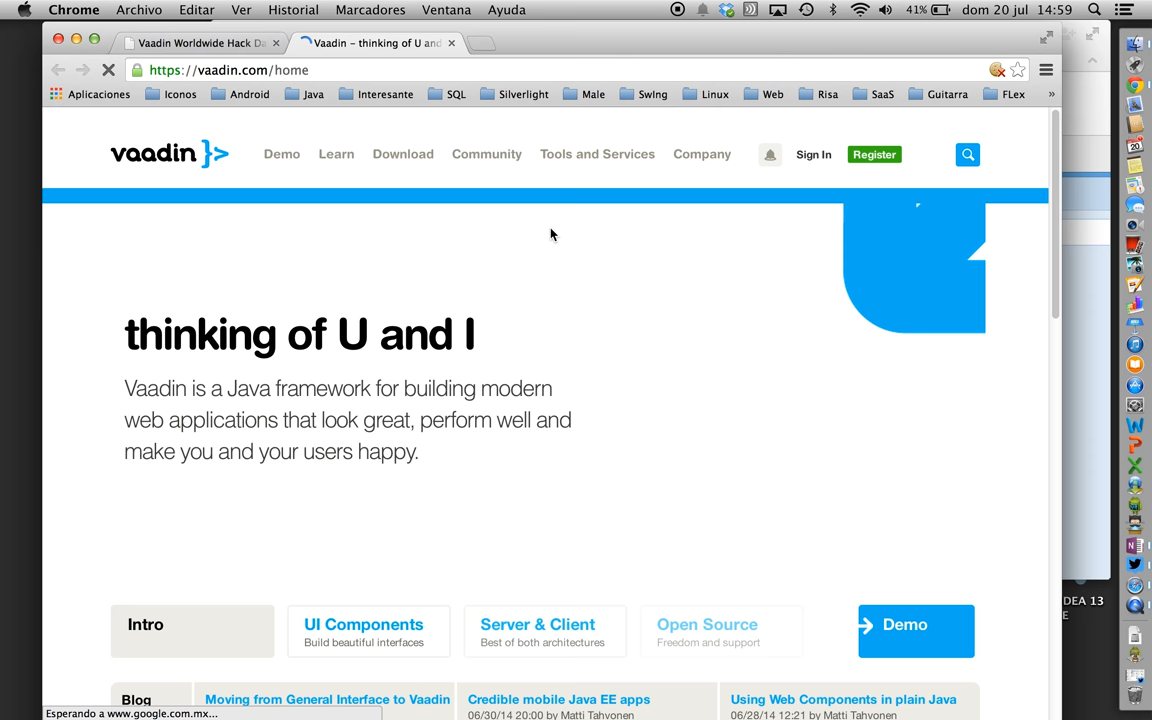 Chrome Archivo Editar Ver Historial Marcadores Ventana Ayuda 41% dom 20 jul 14:59
Vaadin Worldwide Hack Da Vaadin – thinking of U and
https://vaadin.com/home
Aplicaciones Iconos Android Java Interesante SQL Silverlight Male SwIng Linux Web Risa SaaS Guitarra FLex »
vaadin }> Demo Learn Download Community Tools and Services Company Sign In Register
thinking of U and I
Vaadin is a Java framework for building modern
web applications that look great, perform well and
make you and your users happy.
Intro UI Components Server & Client Open Source Demo
Build beautiful interfaces Best of both architectures Freedom and support
DEA 13
E
Blog Moving from General Interface to Vaadin Credible mobile Java EE apps Using Web Components in plain Java
06/30/14 20:00 by Matti Tahvonen 06/28/14 12:21 by Matti Tahvonen
Esperando a www.google.com.mx...